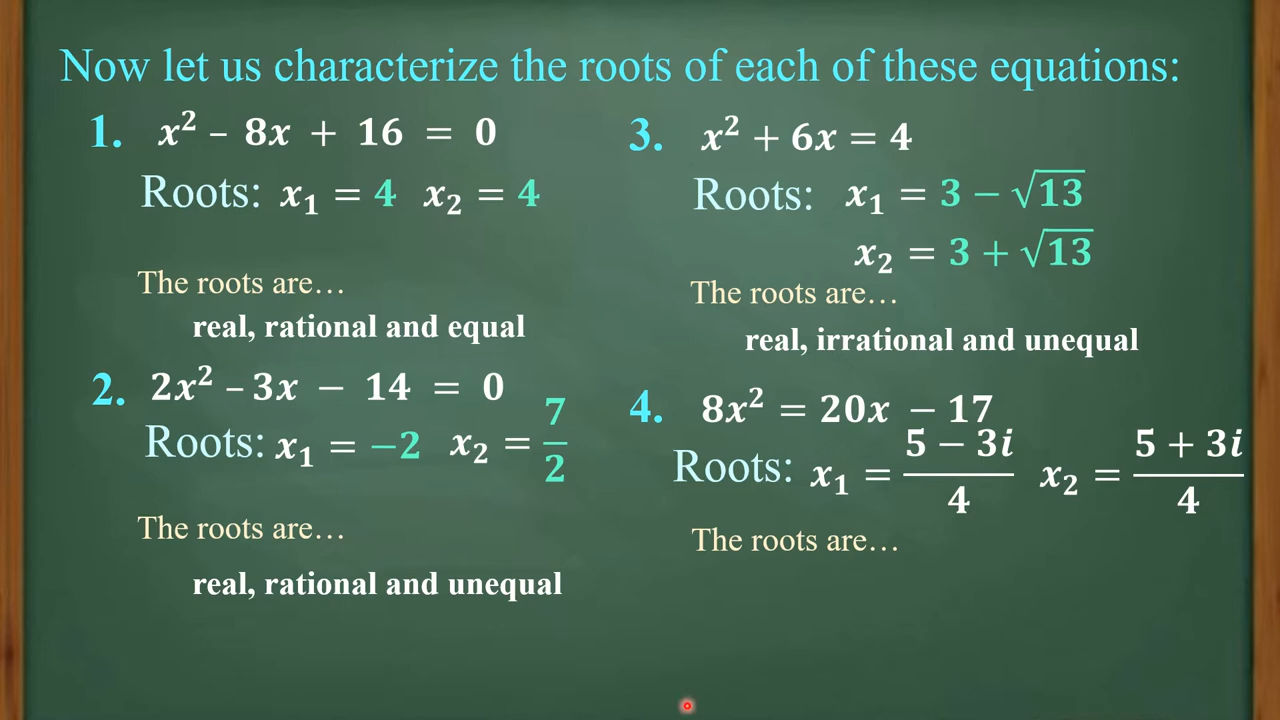 Now let us characterize the roots of each of these equations:
1. x² – 8x + 16 = 0
Roots: x₁ = 4 x₂ = 4
The roots are…
real, rational and equal
2. 2x² – 3x − 14 = 0
Roots: x₁ = −2 x₂ = 7/2
The roots are…
real, rational and unequal
3. x² + 6x = 4
Roots: x₁ = 3 − √13
x₂ = 3 + √13
The roots are…
real, irrational and unequal
4. 8x² = 20x − 17
Roots: x₁ = (5 − 3i)/4 x₂ = (5 + 3i)/4
The roots are…